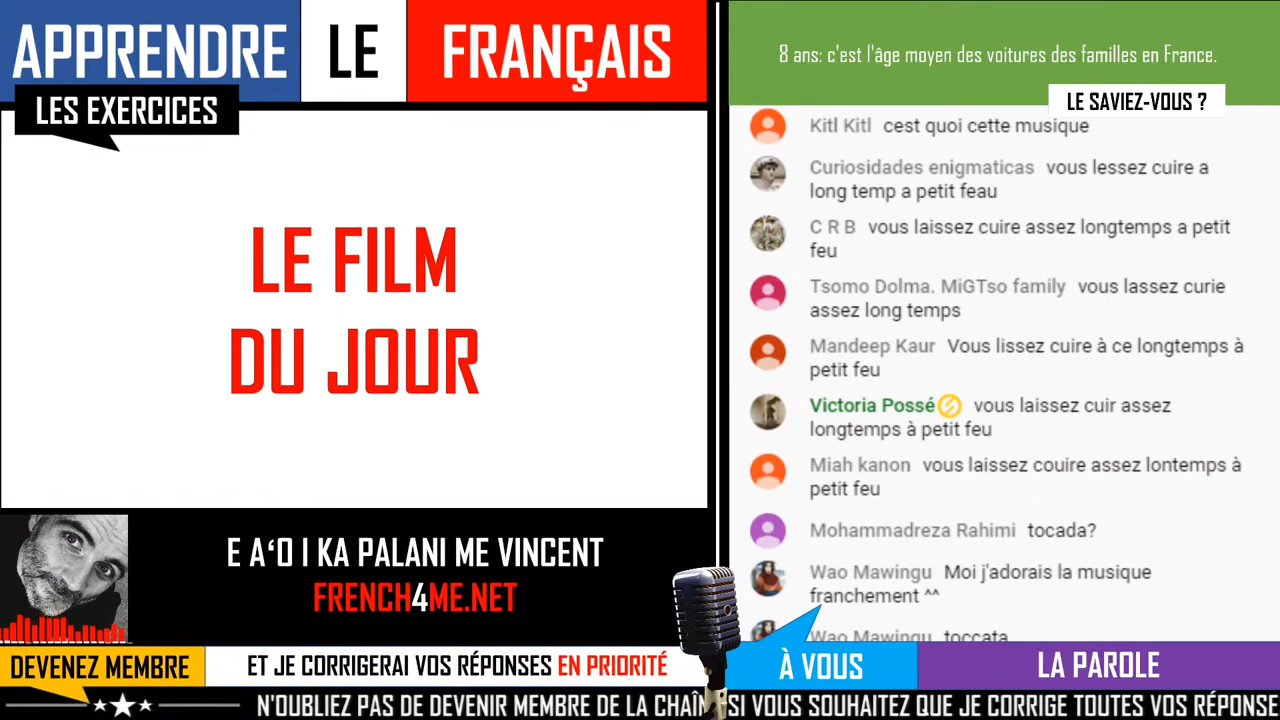 APPRENDRE LE FRANÇAIS
LES EXERCICES
LE FILM
DU JOUR
E AʻO I KA PALANI ME VINCENT
FRENCH4ME.NET
DEVENEZ MEMBRE
ET JE CORRIGERAI VOS RÉPONSES EN PRIORITÉ
8 ans: c'est l'âge moyen des voitures des familles en France.
LE SAVIEZ-VOUS ?
Kitl Kitl cest quoi cette musique
Curiosidades enigmaticas vous lessez cuire a
long temp a petit feau
C R B vous laissez cuire assez longtemps a petit
feu
Tsomo Dolma. MiGTso family vous lassez curie
assez long temps
Mandeep Kaur Vous lissez cuire à ce longtemps à
petit feu
Victoria Possé vous laissez cuir assez
longtemps à petit feu
Miah kanon vous laissez couire assez lontemps à
petit feu
Mohammadreza Rahimi tocada?
Wao Mawingu Moi j'adorais la musique
franchement ^^
Wao Mawingu toccata
À VOUS
LA PAROLE
N'OUBLIEZ PAS DE DEVENIR MEMBRE DE LA CHAÎN SI VOUS SOUHAITEZ QUE JE CORRIGE TOUTES VOS RÉPONSE